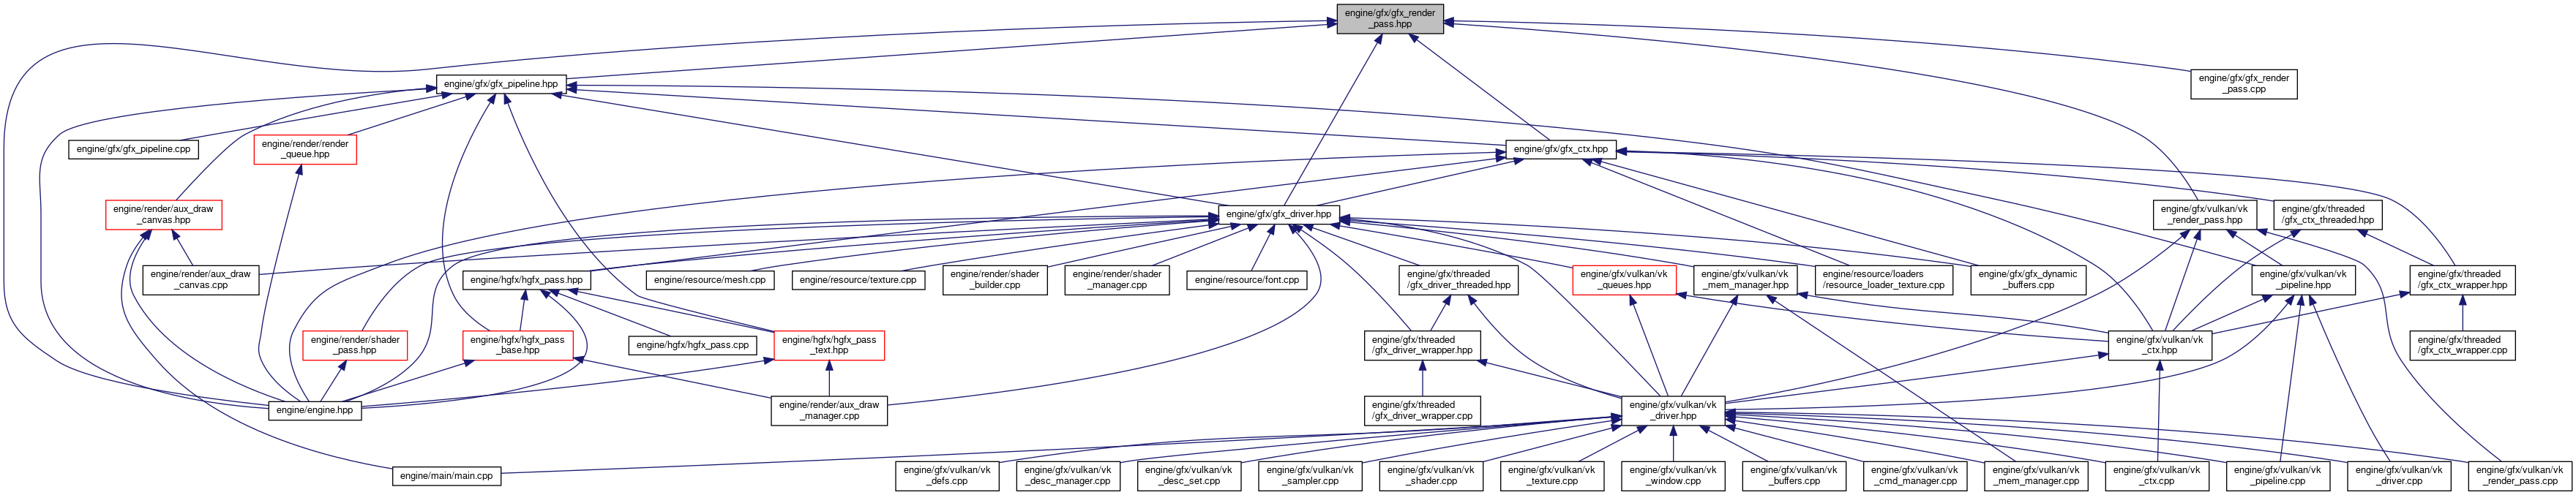 engine/gfx/gfx_render
_pass.hpp
engine/gfx/gfx_pipeline.hpp
engine/gfx/gfx_render
_pass.cpp
engine/gfx/gfx_pipeline.cpp
engine/render/render
_queue.hpp
engine/gfx/gfx_ctx.hpp
engine/render/aux_draw
_canvas.hpp
engine/gfx/gfx_driver.hpp
engine/gfx/vulkan/vk
_render_pass.hpp
engine/gfx/threaded
/gfx_ctx_threaded.hpp
engine/render/aux_draw
_canvas.cpp
engine/hgfx/hgfx_pass.hpp
engine/resource/mesh.cpp
engine/resource/texture.cpp
engine/render/shader
_builder.cpp
engine/render/shader
_manager.cpp
engine/resource/font.cpp
engine/gfx/threaded
/gfx_driver_threaded.hpp
engine/gfx/vulkan/vk
_queues.hpp
engine/gfx/vulkan/vk
_mem_manager.hpp
engine/resource/loaders
/resource_loader_texture.cpp
engine/gfx/gfx_dynamic
_buffers.cpp
engine/gfx/vulkan/vk
_pipeline.hpp
engine/gfx/threaded
/gfx_ctx_wrapper.hpp
engine/render/shader
_pass.hpp
engine/hgfx/hgfx_pass
_base.hpp
engine/hgfx/hgfx_pass.cpp
engine/hgfx/hgfx_pass
_text.hpp
engine/gfx/threaded
/gfx_driver_wrapper.hpp
engine/gfx/vulkan/vk
_ctx.hpp
engine/gfx/threaded
/gfx_ctx_wrapper.cpp
engine/engine.hpp
engine/render/aux_draw
_manager.cpp
engine/gfx/threaded
/gfx_driver_wrapper.cpp
engine/gfx/vulkan/vk
_driver.hpp
engine/main/main.cpp
engine/gfx/vulkan/vk
_defs.cpp
engine/gfx/vulkan/vk
_desc_manager.cpp
engine/gfx/vulkan/vk
_desc_set.cpp
engine/gfx/vulkan/vk
_sampler.cpp
engine/gfx/vulkan/vk
_shader.cpp
engine/gfx/vulkan/vk
_texture.cpp
engine/gfx/vulkan/vk
_window.cpp
engine/gfx/vulkan/vk
_buffers.cpp
engine/gfx/vulkan/vk
_cmd_manager.cpp
engine/gfx/vulkan/vk
_mem_manager.cpp
engine/gfx/vulkan/vk
_ctx.cpp
engine/gfx/vulkan/vk
_pipeline.cpp
engine/gfx/vulkan/vk
_driver.cpp
engine/gfx/vulkan/vk
_render_pass.cpp